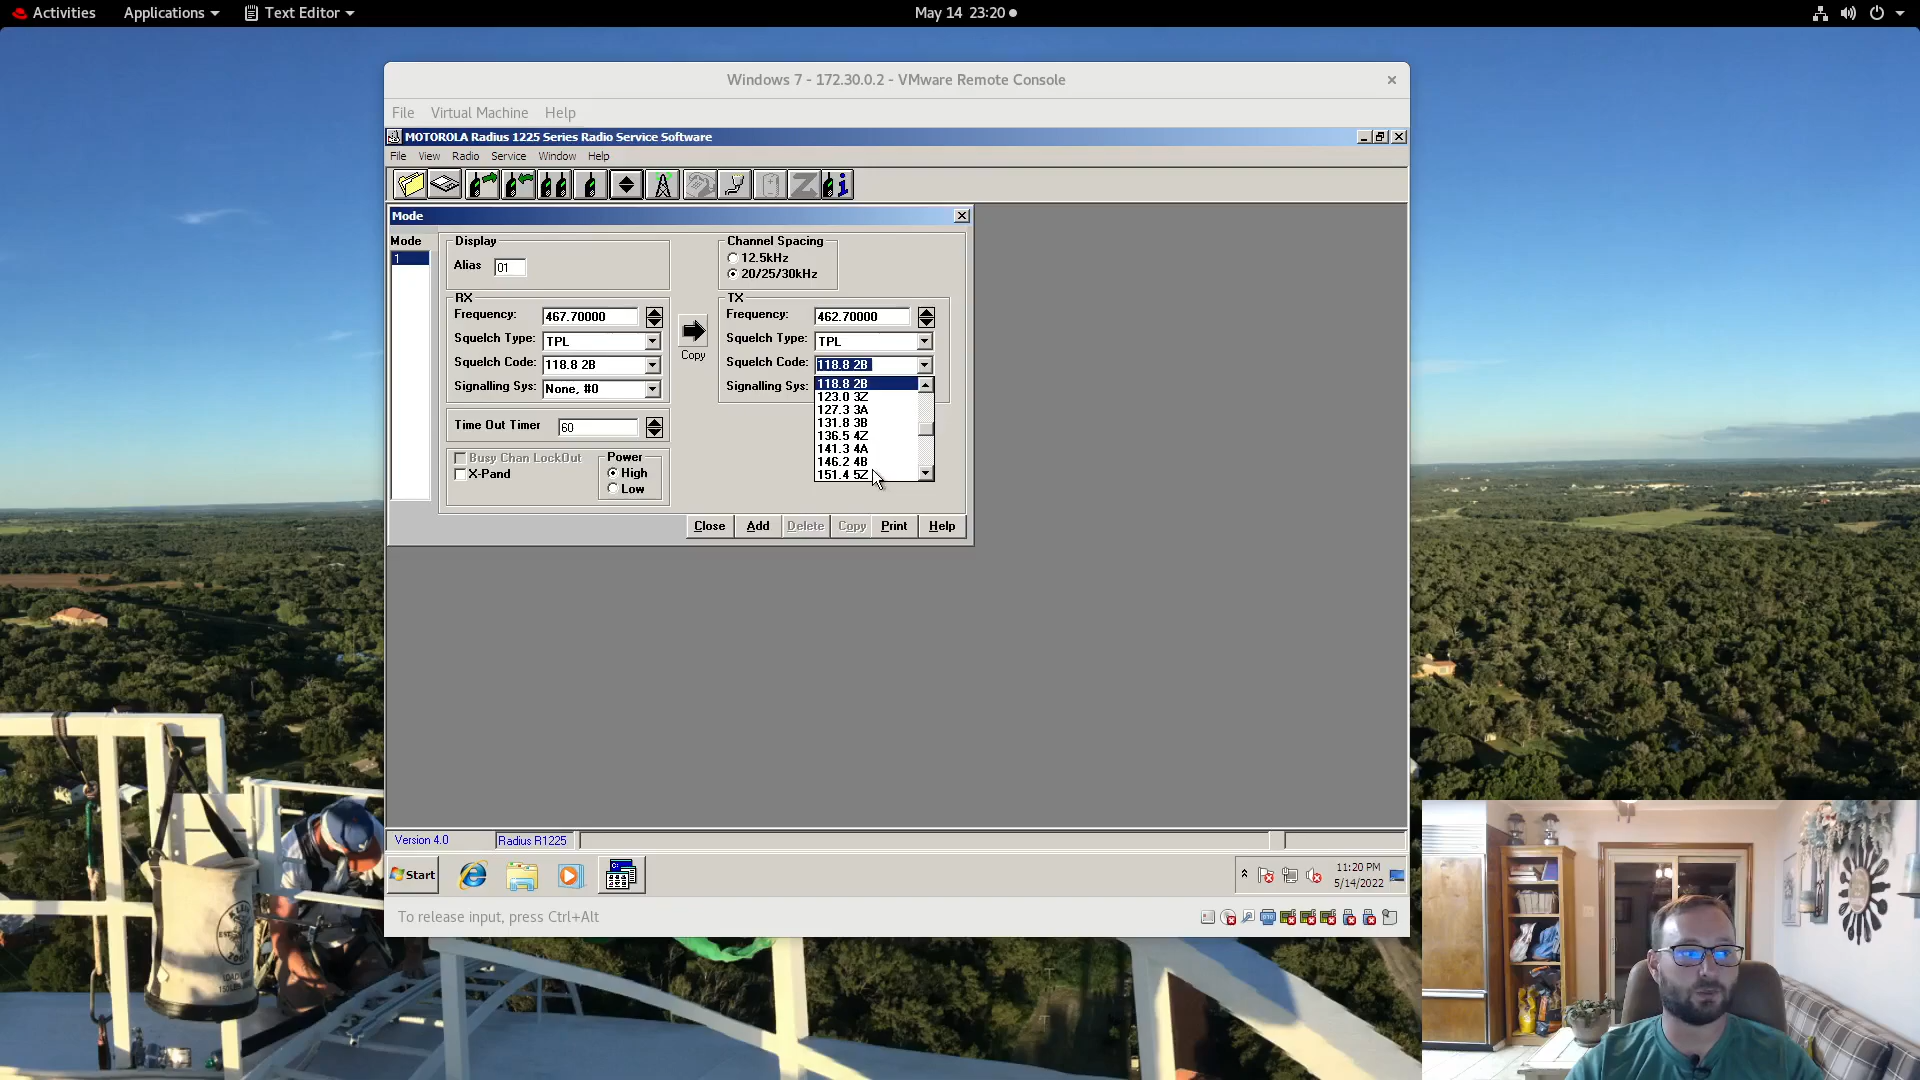 Activities Applications Text Editor May 14 23:20
Windows 7 - 172.30.0.2 - VMware Remote Console
File Virtual Machine Help
MOTOROLA Radius 1225 Series Radio Service Software
File View Radio Service Window Help
Mode
Mode
1
Display
Alias 01
Channel Spacing
12.5kHz
20/25/30kHz
RX
Frequency: 467.70000
Squelch Type: TPL
Squelch Code: 118.8 2B
Signalling Sys: None, #0
Copy
TX
Frequency: 462.70000
Squelch Type: TPL
Squelch Code: 118.8 2B
Signalling Sys:
118.8 2B
123.0 3Z
127.3 3A
131.8 3B
136.5 4Z
141.3 4A
146.2 4B
151.4 5Z
Time Out Timer 60
Busy Chan LockOut
X-Pand
Power
High
Low
Close Add Delete Copy Print Help
Version 4.0 Radius R1225
Start
11:20 PM
5/14/2022
To release input, press Ctrl+Alt
KLEIN